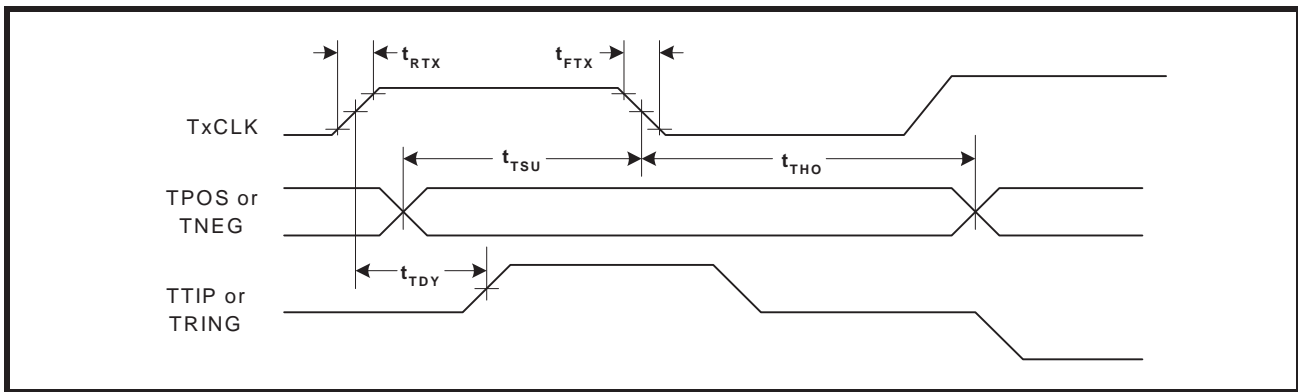 tRTX
tFTX
TxCLK
tTSU
tTHO
TPOS or
TNEG
tTDY
TTIP or
TRING